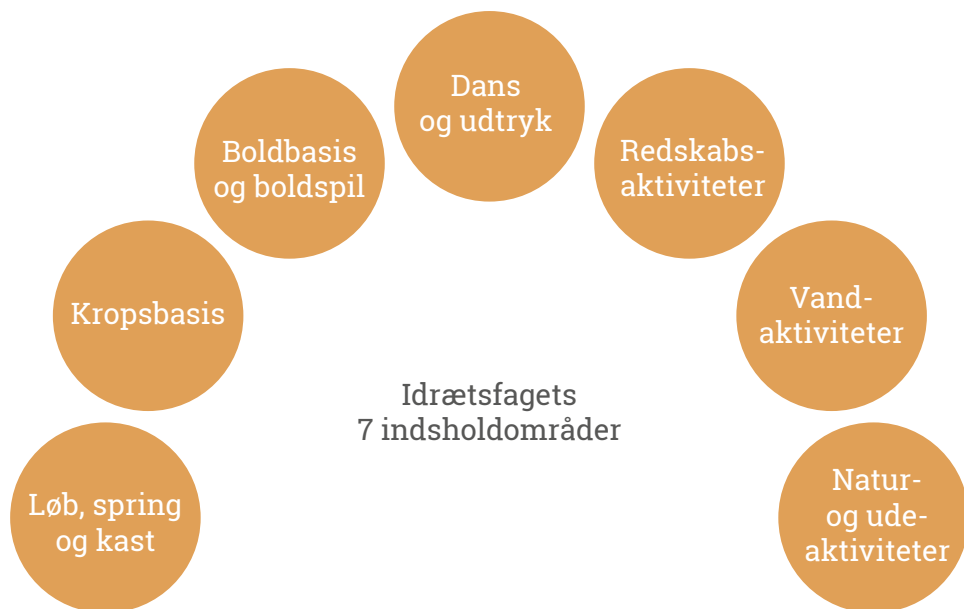 Dans
og udtryk
Boldbasis
og boldspil
Redskabs-
aktiviteter
Kropsbasis
Vand-
aktiviteter
Idrætsfagets
7 indsholdområder
Løb, spring
og kast
Natur-
og ude-
aktiviteter